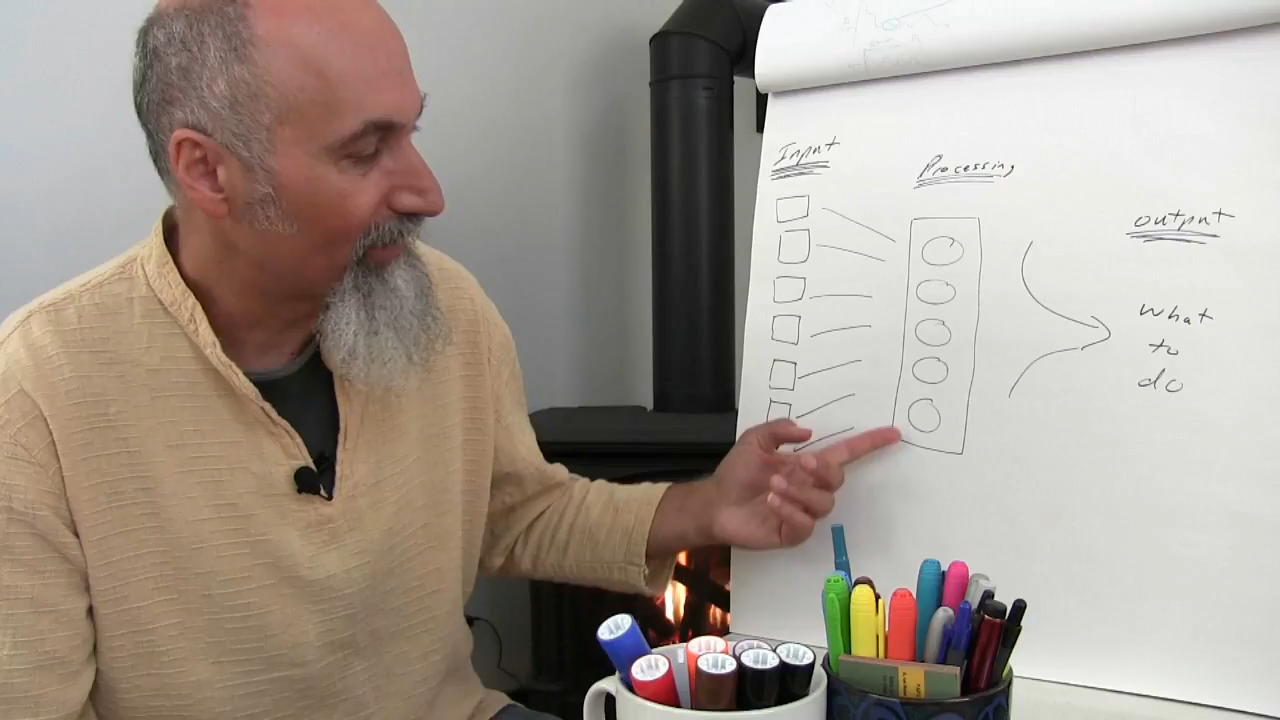 Input
Processing
output
what
to
do